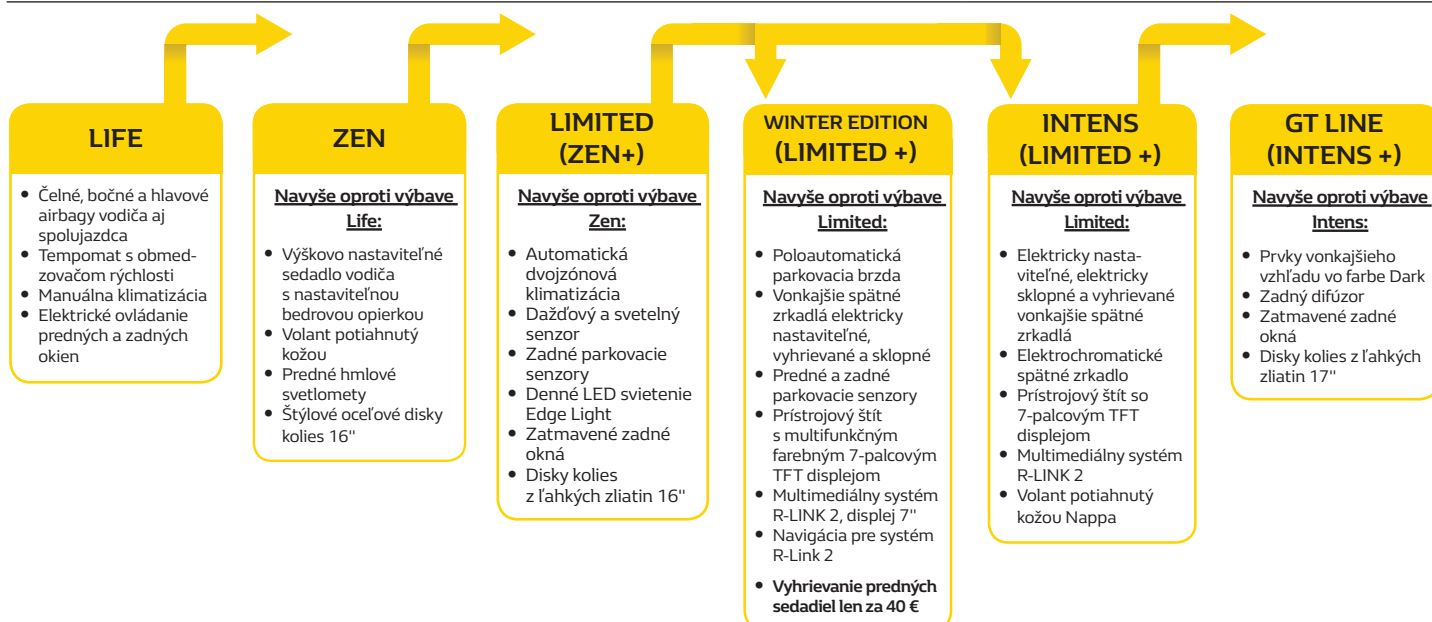 LIFE
• Čelné, bočné a hlavové
airbagy vodiča aj
spolujazdca
• Tempomat s obmed-
zovačom rýchlosti
• Manuálna klimatizácia
• Elektrické ovládanie
predných a zadných
okien
ZEN
Navyše oproti výbave
Life:
• Výškovo nastaviteľné
sedadlo vodiča
s nastaviteľnou
bedrovou opierkou
• Volant potiahnutý
kožou
• Predné hmlové
svetlomety
• Štýlové oceľové disky
kolies 16"
LIMITED
(ZEN+)
Navyše oproti výbave
Zen:
• Automatická
dvojzónová
klimatizácia
• Dažďový a svetelný
senzor
• Zadné parkovacie
senzory
• Denné LED svietenie
Edge Light
• Zatmavené zadné
okná
• Disky kolies
z ľahkých zliatin 16"
WINTER EDITION
(LIMITED +)
Navyše oproti výbave
Limited:
• Poloautomatická
parkovacia brzda
• Vonkajšie spätné
zrkadlá elektricky
nastaviteľné,
vyhrievané a sklopné
• Predné a zadné
parkovacie senzory
• Prístrojový štít
s multifunkčným
farebným 7-palcovým
TFT displejom
• Multimediálny systém
R-LINK 2, displej 7"
• Navigácia pre systém
R-Link 2
• Vyhrievanie predných
sedadiel len za 40 €
INTENS
(LIMITED +)
Navyše oproti výbave
Limited:
• Elektricky nasta-
viteľné, elektricky
sklopné a vyhrievané
vonkajšie spätné
zrkadlá
• Elektrochromatické
spätné zrkadlo
• Prístrojový štít so
7-palcovým TFT
displejom
• Multimediálny systém
R-LINK 2
• Volant potiahnutý
kožou Nappa
GT LINE
(INTENS +)
Navyše oproti výbave
Intens:
• Prvky vonkajšieho
vzhľadu vo farbe Dark
• Zadný difúzor
• Zatmavené zadné
okná
• Disky kolies z ľahkých
zliatin 17"